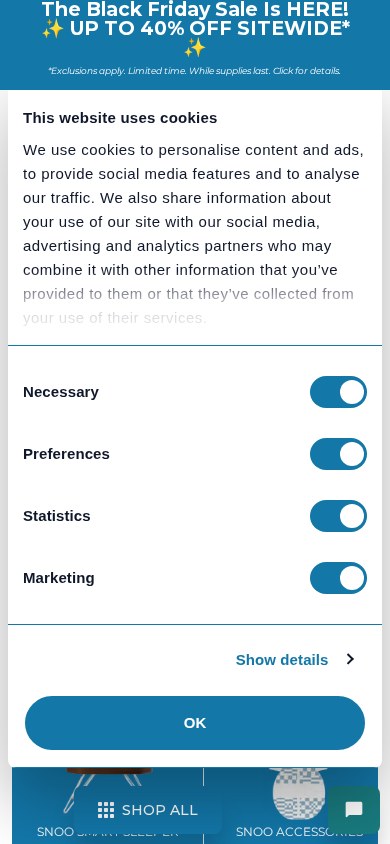 The Black Friday Sale Is HERE!
✨ UP TO 40% OFF SITEWIDE*
✨
*Exclusions apply. Limited time. While supplies last. Click for details.
This website uses cookies
We use cookies to personalise content and ads,
to provide social media features and to analyse
our traffic. We also share information about
your use of our site with our social media,
advertising and analytics partners who may
combine it with other information that you've
provided to them or that they've collected from
your use of their services.
Necessary
Preferences
Statistics
Marketing
Show details
OK
SHOP ALL
SNOO SMART SLEEPER
SNOO ACCESSORIES